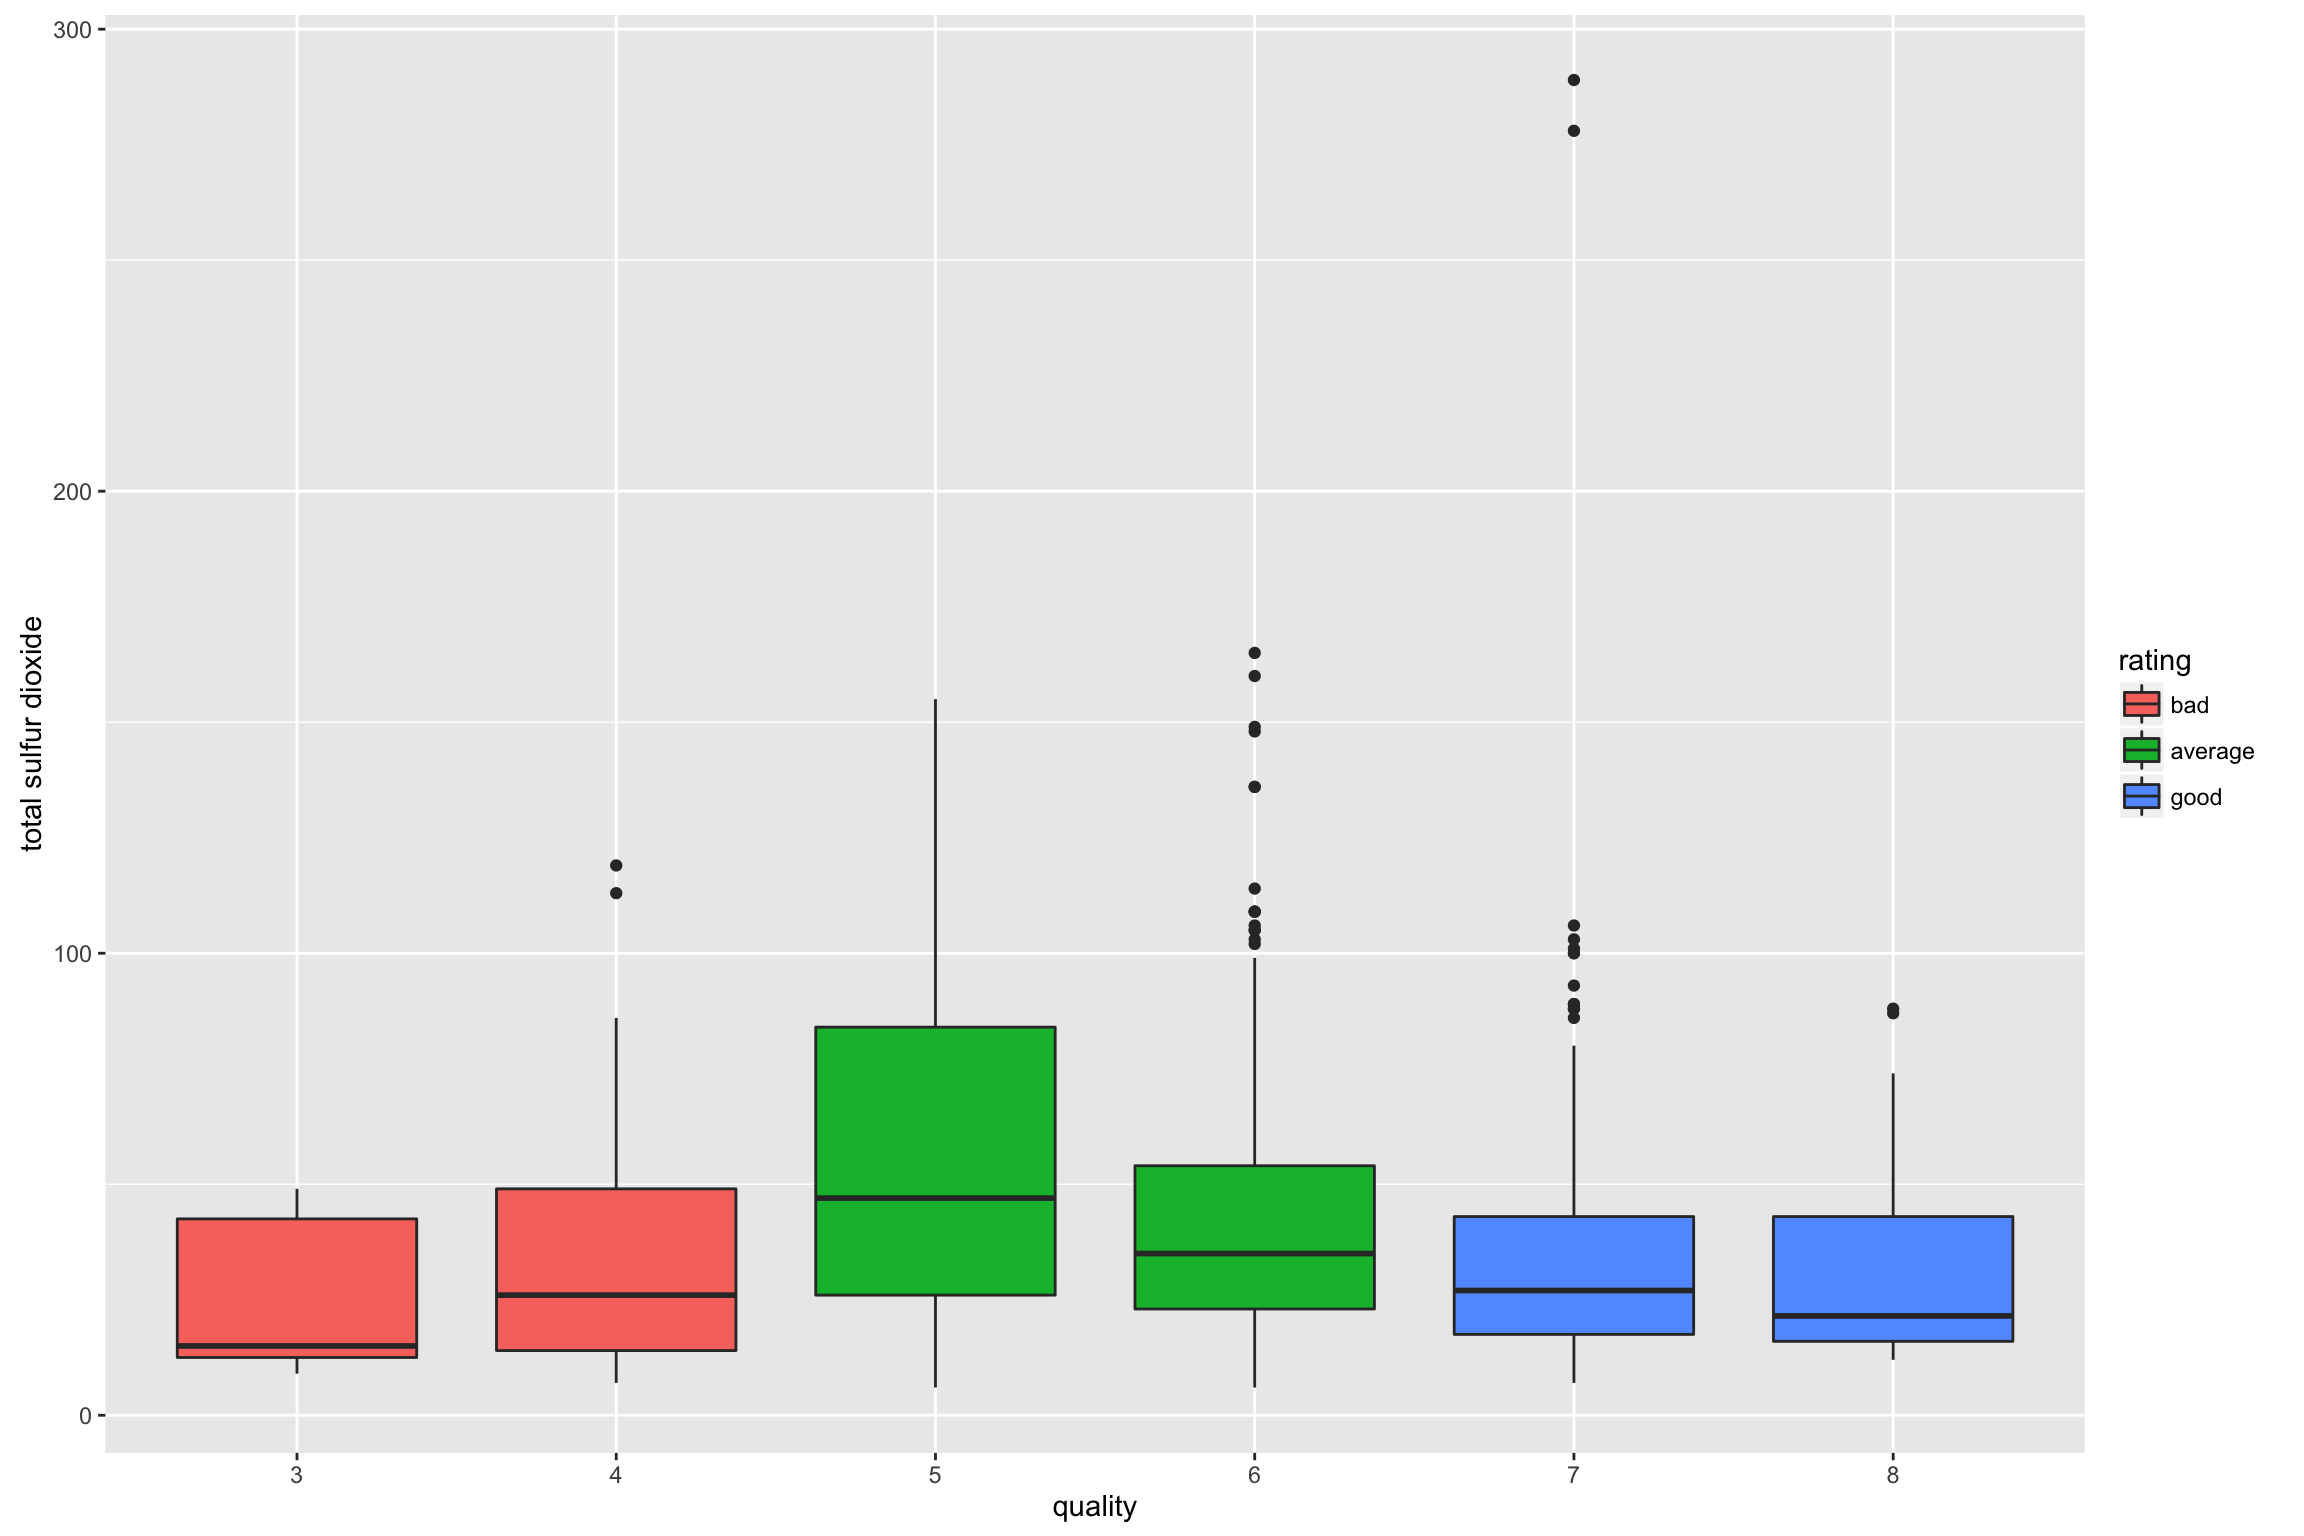 300
200
100
0
total sulfur dioxide
3 4 5 6 7 8
quality
rating
bad
average
good